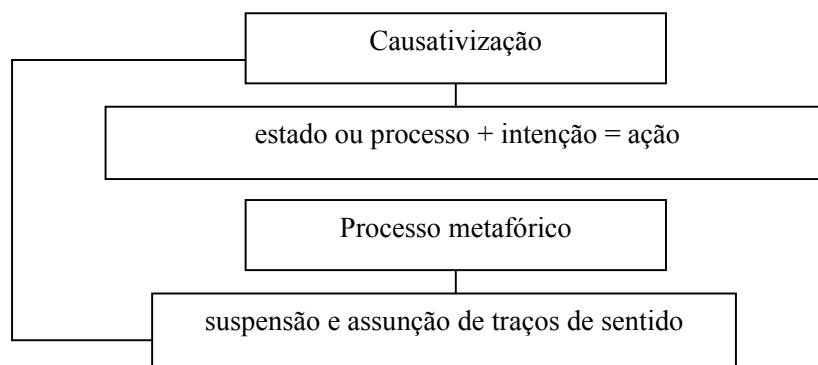 Causativização
estado ou processo + intenção = ação
Processo metafórico
suspensão e assunção de traços de sentido